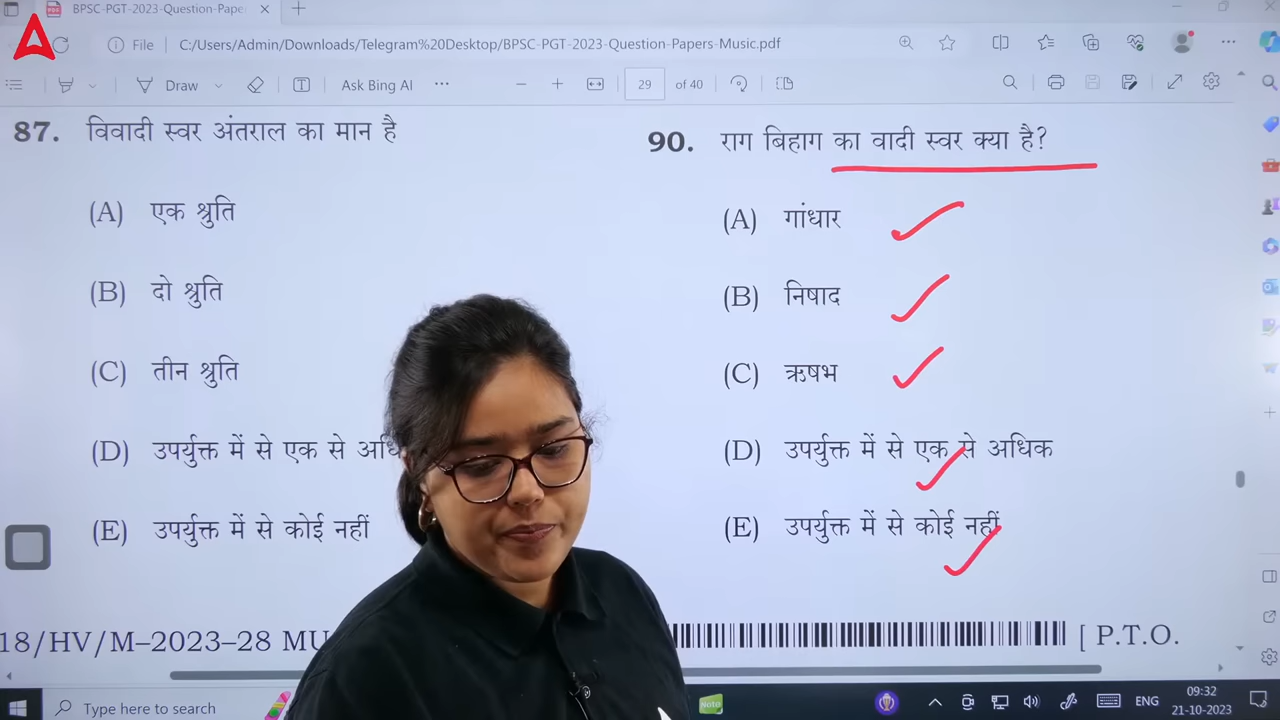 BPSC-PGT-2023-Question-Pape
File C:/Users/Admin/Downloads/Telegram%20Desktop/BPSC-PGT-2023-Question-Papers-Music.pdf
Draw Ask Bing AI 29 of 40
87. विवादी स्वर अंतराल का मान है
(A) एक श्रुति
(B) दो श्रुति
(C) तीन श्रुति
(D) उपर्युक्त में से एक से
(E) उपर्युक्त में से कोई नहीं
18/HV/M–2023–28 MU
90. राग बिहाग का वादी स्वर क्या है?
(A) गांधार
(B) निषाद
(C) ऋषभ
(D) उपर्युक्त में से एक से अधिक
(E) उपर्युक्त में से कोई नहीं
[ P.T.O.
Type here to search
Note
ENG
09:32
21-10-2023